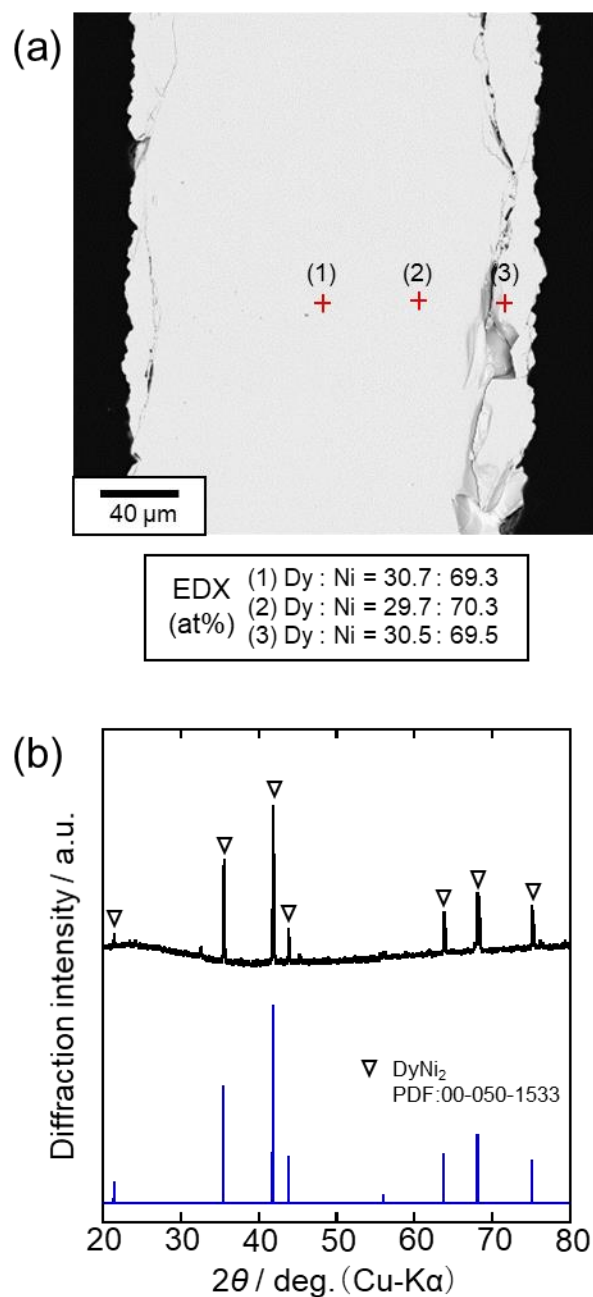 (a)
(1) (2) (3)
40 μm
EDX (at%)
(1) Dy : Ni = 30.7 : 69.3
(2) Dy : Ni = 29.7 : 70.3
(3) Dy : Ni = 30.5 : 69.5
(b)
Diffraction intensity / a.u.
DyNi₂
PDF:00-050-1533
20 30 40 50 60 70 80
2θ / deg.（Cu-Kα）